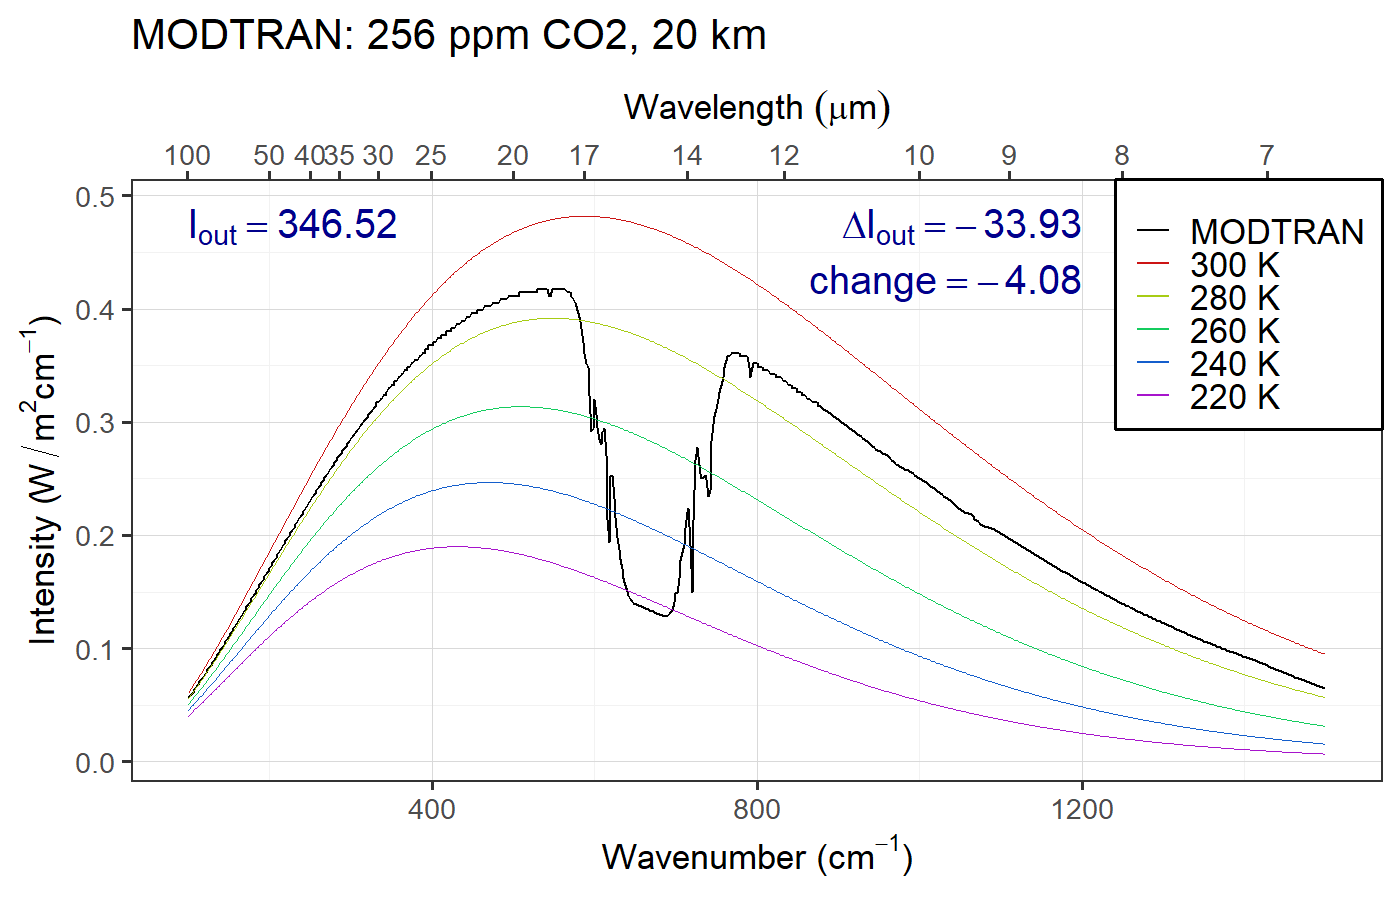 MODTRAN: 256 ppm CO2, 20 km
Wavelength (μm)
100 50 40 35 30 25 20 17 14 12 10 9 8 7
I_out = 346.52
ΔI_out = −33.93
change = −4.08
MODTRAN
300 K
280 K
260 K
240 K
220 K
0.5
0.4
0.3
0.2
0.1
0.0
Intensity (W / m²cm⁻¹)
400 800 1200
Wavenumber (cm⁻¹)